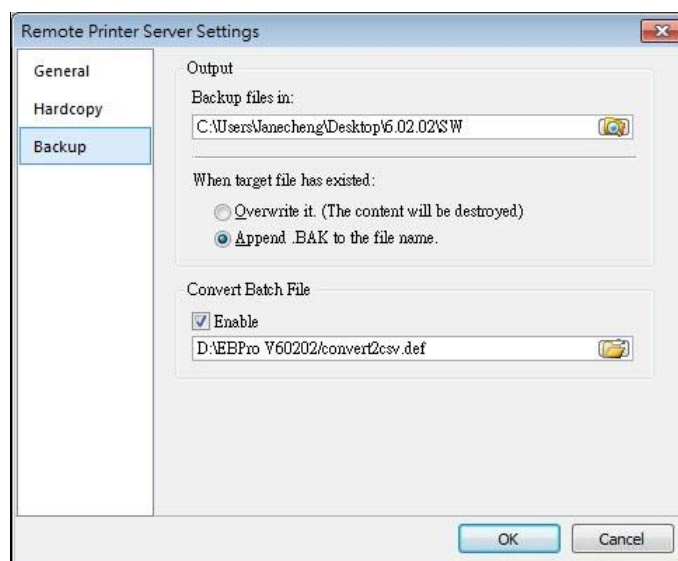 Remote Printer Server Settings
General
Hardcopy
Backup
Output
Backup files in:
C:\Users\Janecheng\Desktop\6.02.02\SW
When target file has existed:
Overwrite it. (The content will be destroyed)
Append .BAK to the file name.
Convert Batch File
Enable
D:\EBPro V60202/convert2csv.def
OK
Cancel